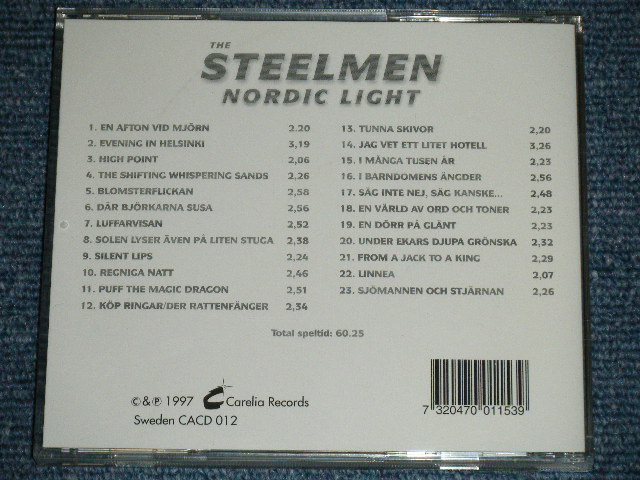 THE
STEELMEN
NORDIC LIGHT
1. EN AFTON VID MJÖRN 2.20
2. EVENING IN HELSINKI 3,19
3. HIGH POINT 2,06
4. THE SHIFTING WHISPERING SANDS 2,26
5. BLOMSTERFLICKAN 2,58
6. DÄR BJÖRKARNA SUSA 2,56
7. LUFFARVISAN 2,52
8. SOLEN LYSER ÄVEN PÅ LITEN STUGA 2,38
9. SILENT LIPS 2,24
10. REGNIGA NATT 2,46
11. PUFF THE MAGIC DRAGON 2,51
12. KÖP RINGAR/DER RATTENFÄNGER 2,34
13. TUNNA SKIVOR 2,20
14. JAG VET ETT LITET HOTELL 3,26
15. I MÅNGA TUSEN ÅR 2,23
16. I BARNDOMENS ÄNGDER 2,56
17. SÄG INTE NEJ, SÄG KANSKE... 2,48
18. EN VÄRLD AV ORD OCH TONER 2,23
19. EN DÖRR PÅ GLÄNT 2,23
20. UNDER EKARS DJUPA GRÖNSKA 2,32
21. FROM A JACK TO A KING 2,29
22. LINNEA 2,07
23. SJÖMANNEN OCH STJÄRNAN 2,26
Total speltid: 60.25
©&℗ 1997 Carelia Records
Sweden CACD 012
7 320470 011539